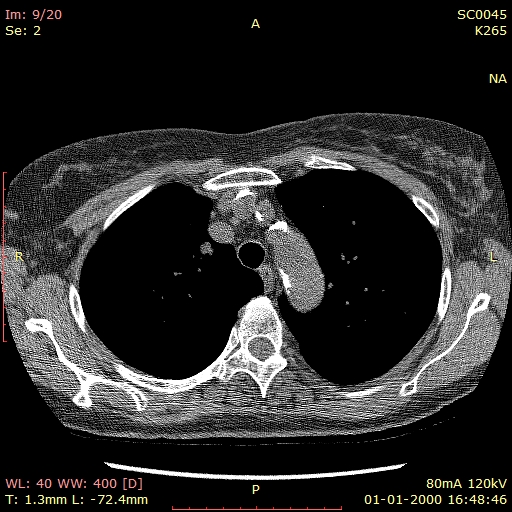 Im: 9/20
Se: 2
A
SC0045
K265
NA
R
L
WL: 40 WW: 400 [D]
T: 1.3mm L: -72.4mm
P
80mA 120kV
01-01-2000 16:48:46